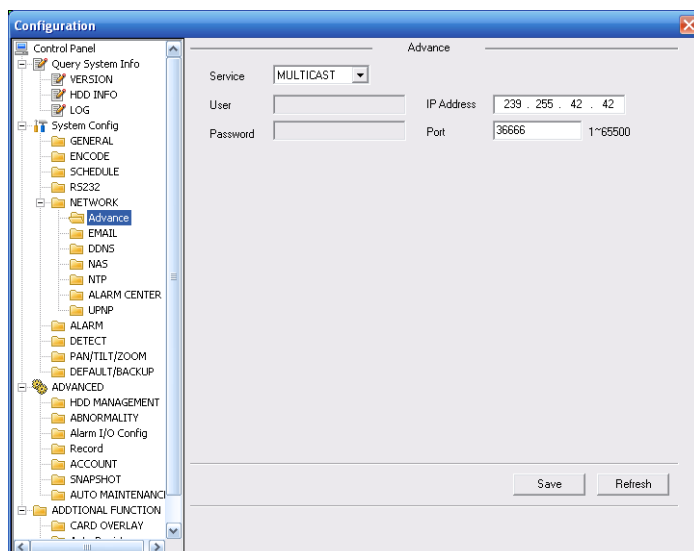 Configuration
Control Panel
Query System Info
VERSION
HDD INFO
LOG
System Config
GENERAL
ENCODE
SCHEDULE
RS232
NETWORK
Advance
EMAIL
DDNS
NAS
NTP
ALARM CENTER
UPNP
ALARM
DETECT
PAN/TILT/ZOOM
DEFAULT/BACKUP
ADVANCED
HDD MANAGEMENT
ABNORMALITY
Alarm I/O Config
Record
ACCOUNT
SNAPSHOT
AUTO MAINTENANC
ADDTIONAL FUNCTION
CARD OVERLAY
Advance
Service MULTICAST
User IP Address 239 . 255 . 42 . 42
Password Port 36666 1~65500
Save Refresh